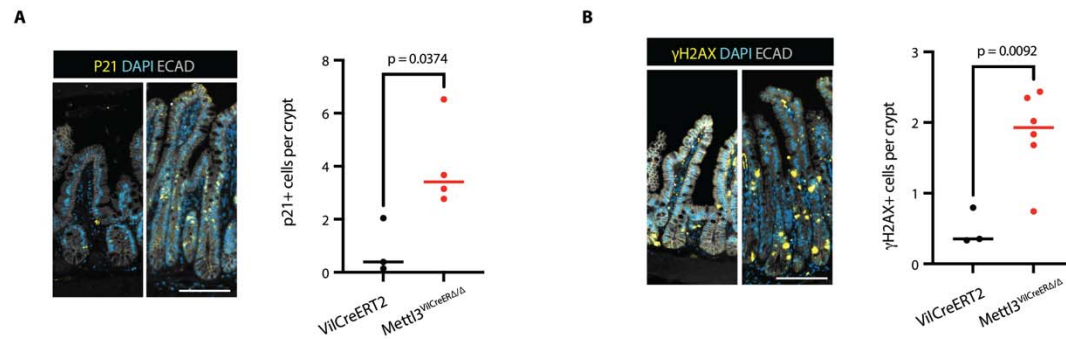 A
P21 DAPI ECAD
p21+ cells per crypt
8
6
4
2
0
p = 0.0374
VilCreERT2
Mettl3VilCreERΔ/Δ
B
γH2AX DAPI ECAD
γH2AX+ cells per crypt
3
2
1
0
p = 0.0092
VilCreERT2
Mettl3VilCreERΔ/Δ